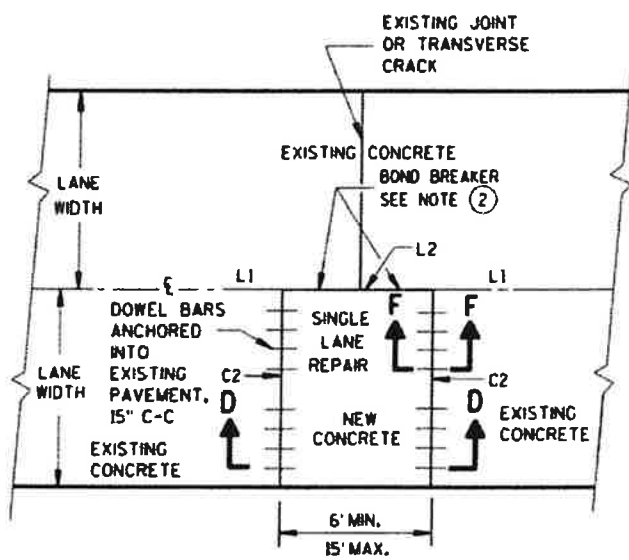 EXISTING JOINT
OR TRANSVERSE
CRACK
EXISTING CONCRETE
BOND BREAKER
SEE NOTE 2
LANE
WIDTH
L2
℄
L1
L1
DOWEL BARS
ANCHORED
INTO
EXISTING
PAVEMENT,
15" C-C
SINGLE
LANE
REPAIR
F
F
LANE
WIDTH
C2
C2
D
D
NEW
CONCRETE
EXISTING
CONCRETE
EXISTING
CONCRETE
6' MIN.
15' MAX.